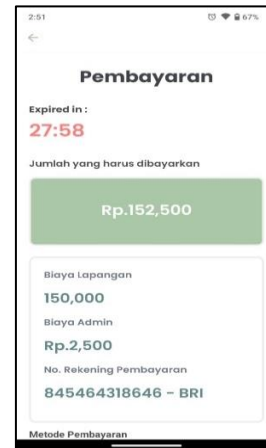 2:51
67%
Pembayaran
Expired in :
27:58
Jumlah yang harus dibayarkan
Rp.152,500
Biaya Lapangan
150,000
Biaya Admin
Rp.2,500
No. Rekening Pembayaran
845464318646 - BRI
Metode Pembayaran